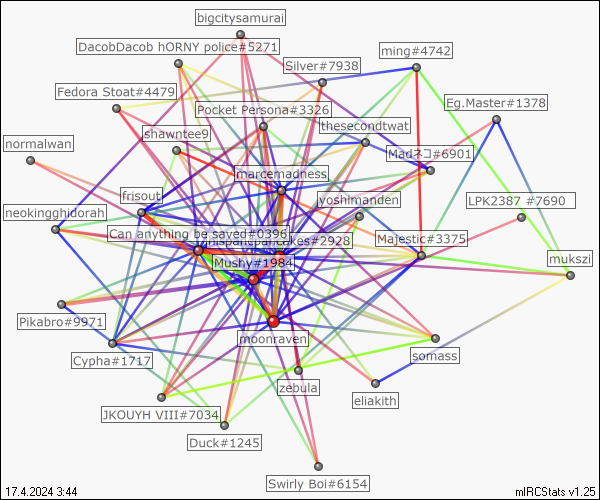 bigcitysamurai
DacobDacob hORNY police#5271
ming#4742
Silver#7938
Fedora Stoat#4479
Eg.Master#1378
Pocket Persona#3326
thesecondtwat
shawntee9
normalwan
Madネコ#6901
marcemadness
frisout
yoshimanden
LPK2387 #7690
neokingghidorah
Can anything be saved#0396
Majestic#3375
cakes#2928
mukszi
Mushy#1984
Pikabro#9971
moonraven
somass
Cypha#1717
zebula
eliakith
JKOUYH VIII#7034
Duck#1245
Swirly Boi#6154
17.4.2024 3:44
mIRCStats v1.25